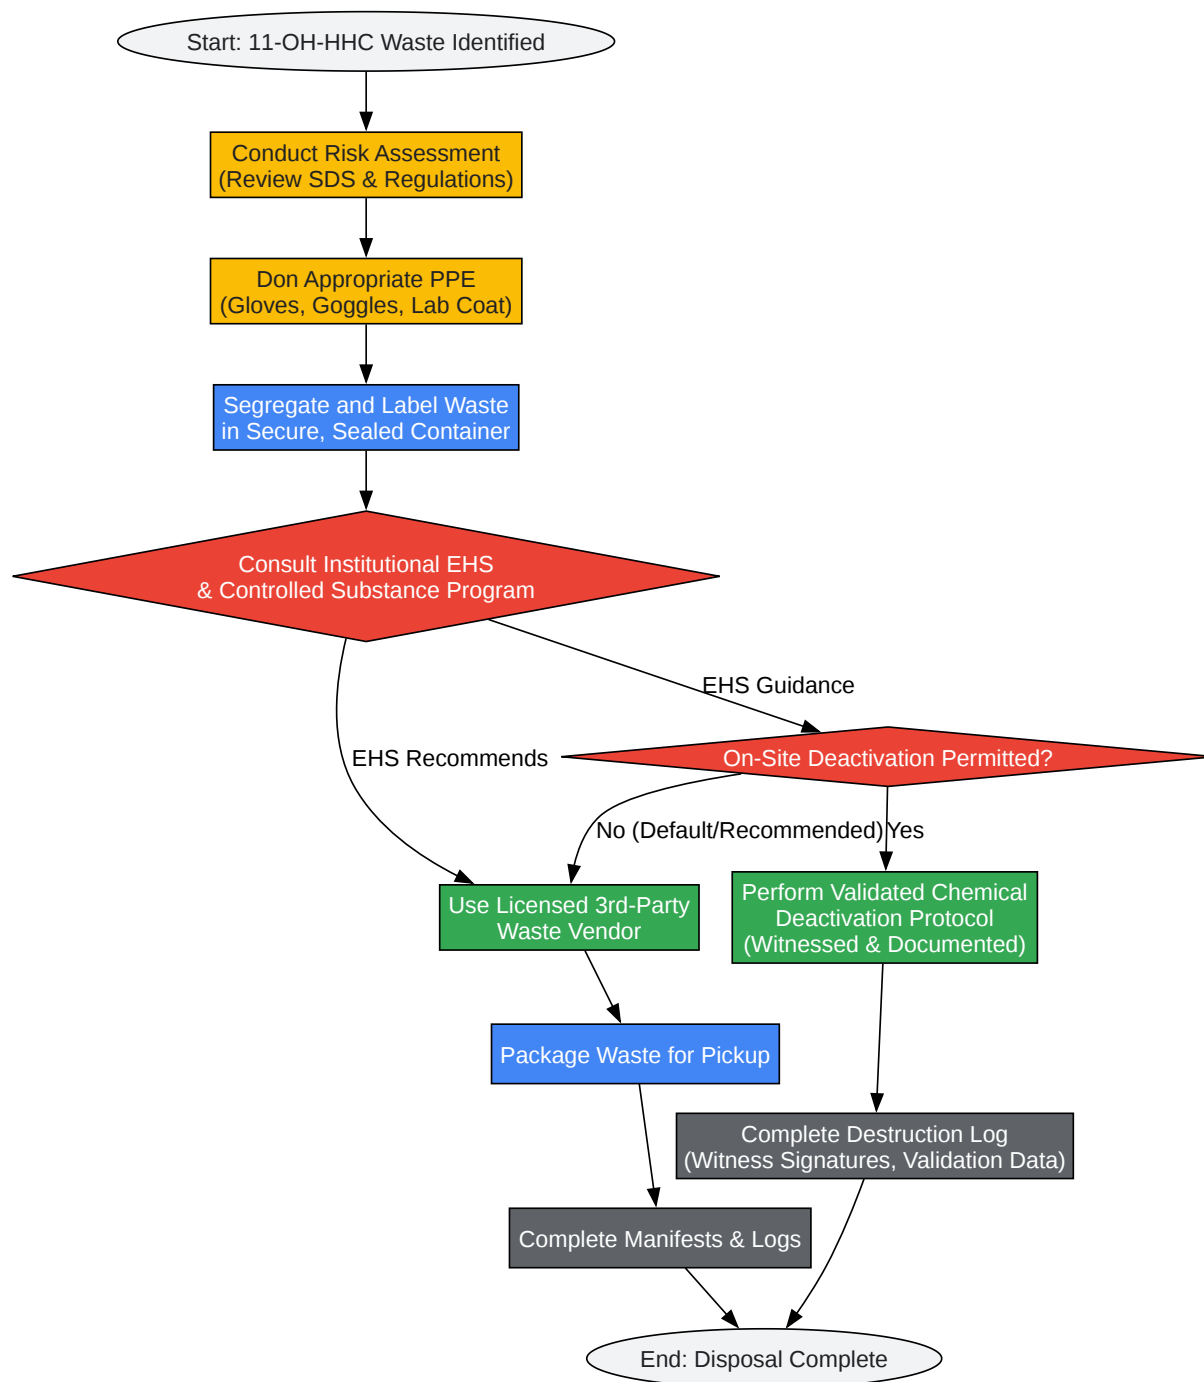 Start: 11-OH-HHC Waste Identified
Conduct Risk Assessment
(Review SDS & Regulations)
Don Appropriate PPE
(Gloves, Goggles, Lab Coat)
Segregate and Label Waste
in Secure, Sealed Container
Consult Institutional EHS
& Controlled Substance Program
EHS Guidance
EHS Recommends
On-Site Deactivation Permitted?
No (Default/Recommended)
Yes
Use Licensed 3rd-Party
Waste Vendor
Perform Validated Chemical
Deactivation Protocol
(Witnessed & Documented)
Package Waste for Pickup
Complete Destruction Log
(Witness Signatures, Validation Data)
Complete Manifests & Logs
End: Disposal Complete